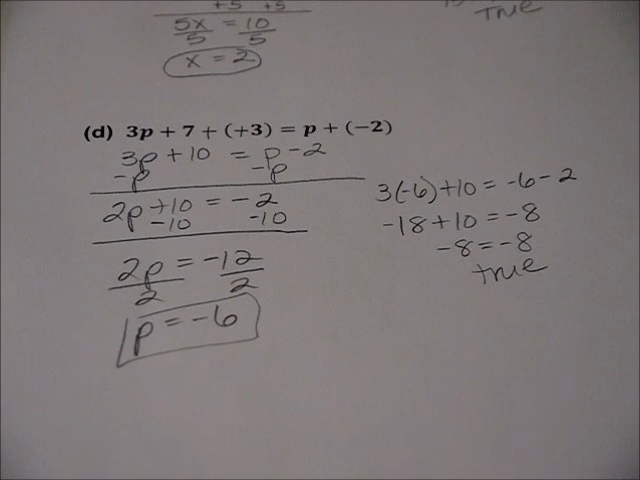 +5 +5
5x = 10
5 5
x = 2
True
(d) 3p + 7 + (+3) = p + (−2)
3p + 10 = p - 2
-p -p
2p + 10 = -2
-10 -10
2p = -12
2 2
p = -6
3(-6) + 10 = -6 - 2
-18 + 10 = -8
-8 = -8
true